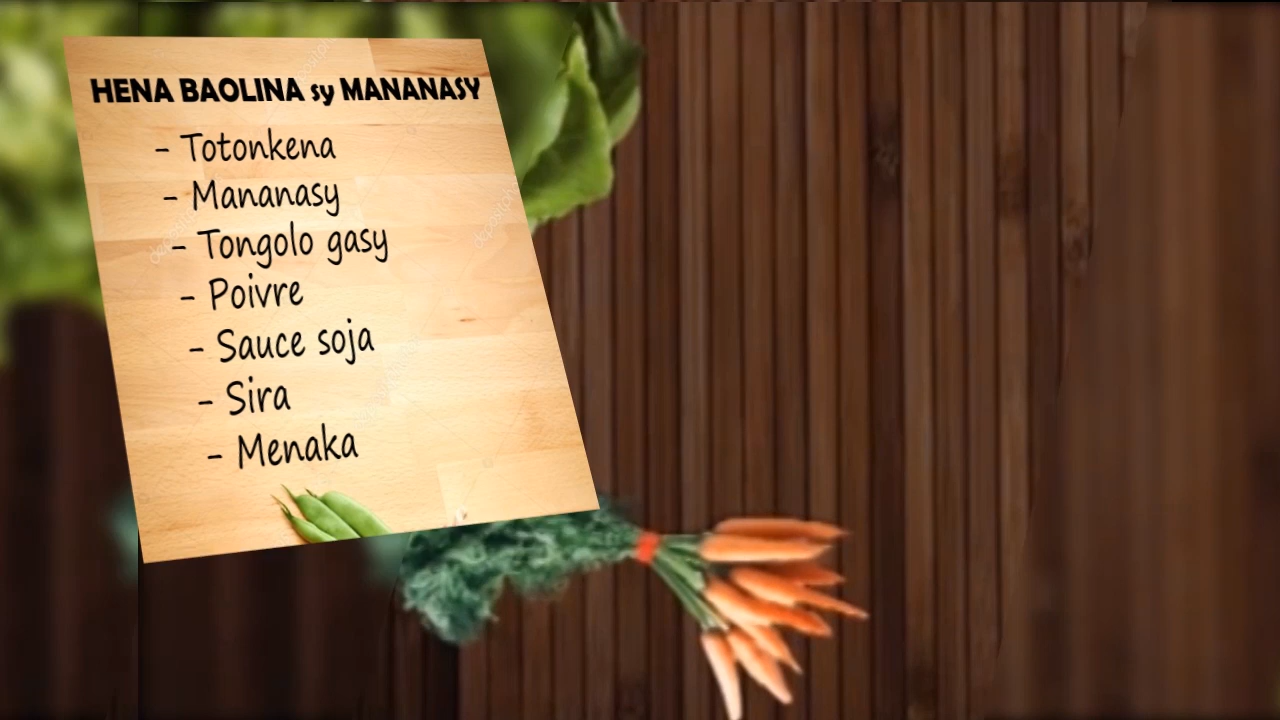 HENA BAOLINA sy MANANASY
- Totonkena
- Mananasy
- Tongolo gasy
- Poivre
- Sauce soja
- Sira
- Menaka